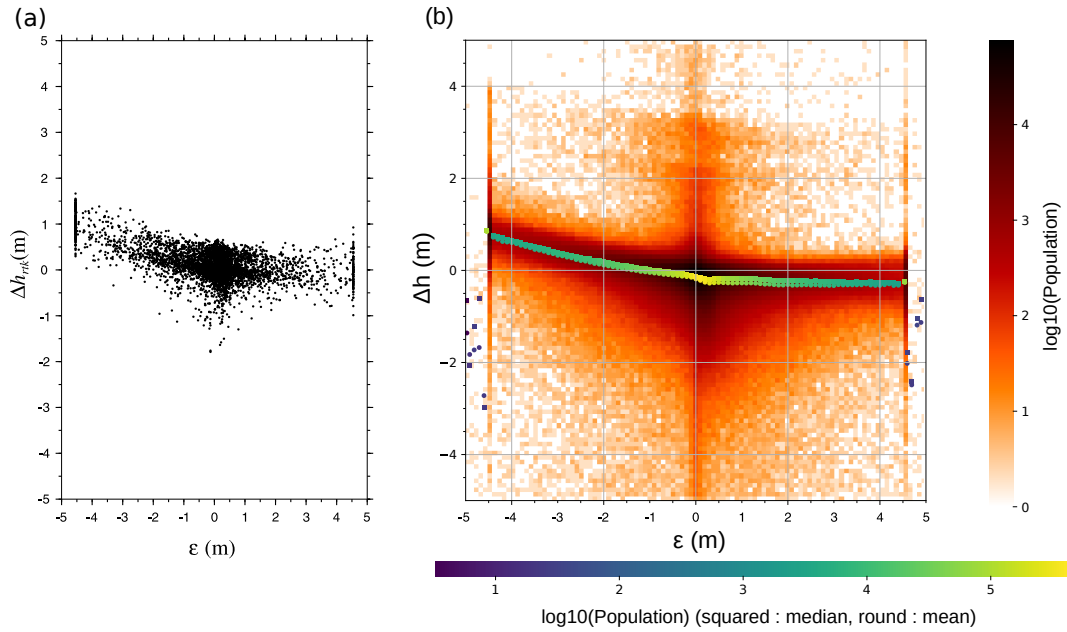 (a)
5
4
3
2
1
0
-1
-2
-3
-4
-5
Δh_rtk(m)
-5 -4 -3 -2 -1 0 1 2 3 4 5
ε (m)
(b)
4
2
0
−2
−4
Δh (m)
-5 -4 -3 -2 -1 0 1 2 3 4 5
ε (m)
4
3
2
1
0
log10(Population)
1 2 3 4 5
log10(Population) (squared : median, round : mean)